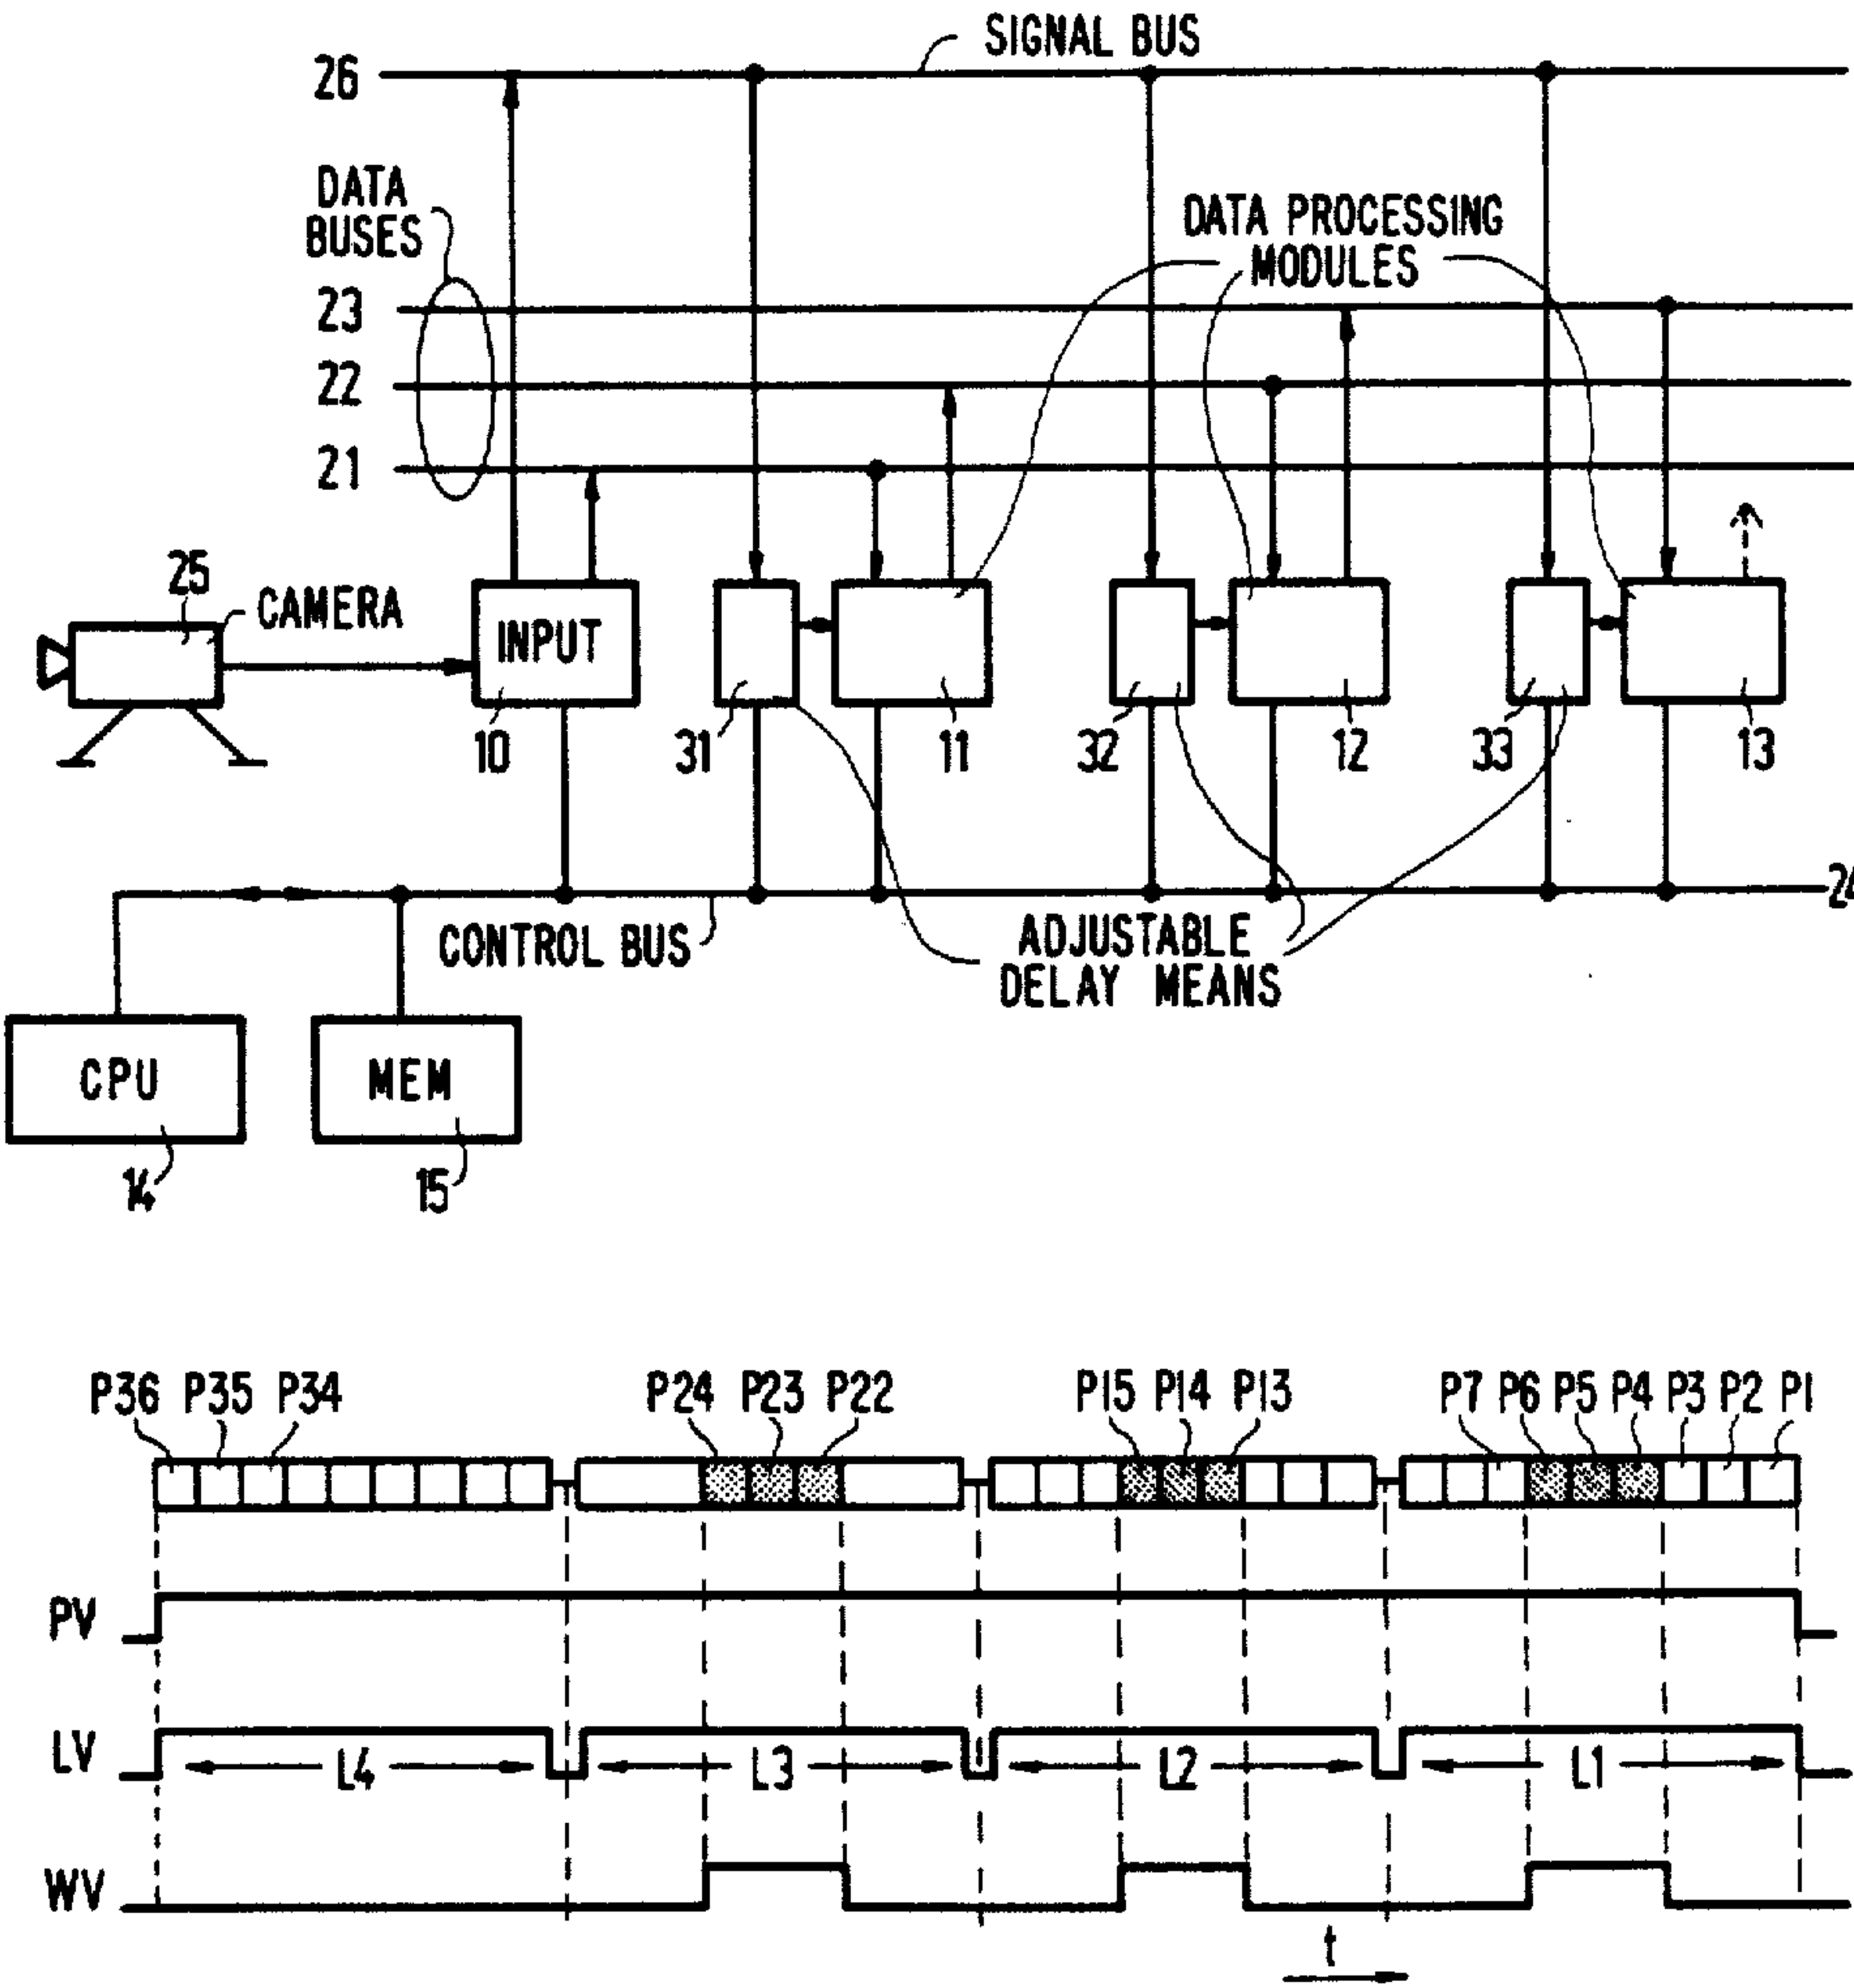 SIGNAL BUS
26
DATA
BUSES
DATA PROCESSING
MODULES
23
22
21
25
CAMERA
INPUT
10
31
11
32
12
33
13
CONTROL BUS
ADJUSTABLE
DELAY MEANS
CPU
MEM
14
15
P36 P35 P34 P24 P23 P22 P15 P14 P13 P7 P6 P5 P4 P3 P2 P1
PV
LV
L4 L3 L2 L1
WV
t